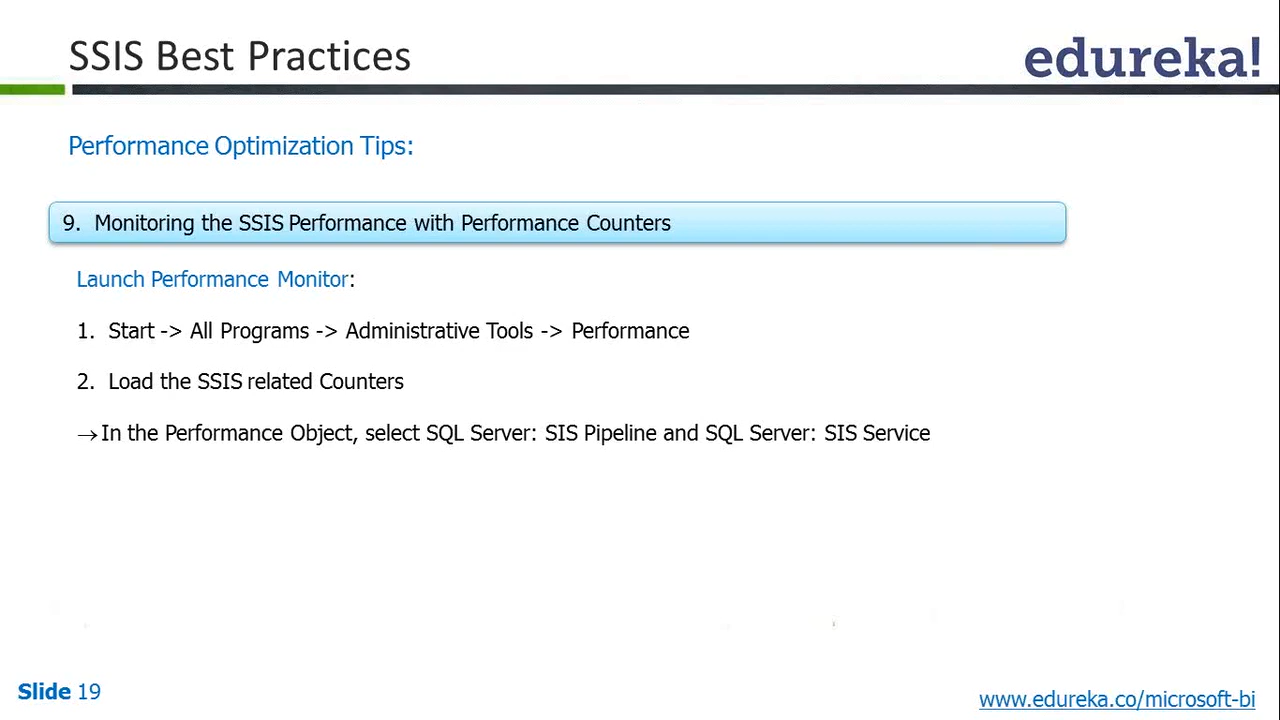 SSIS Best Practices
edureka!
Performance Optimization Tips:
9. Monitoring the SSIS Performance with Performance Counters
Launch Performance Monitor:
1. Start -> All Programs -> Administrative Tools -> Performance
2. Load the SSIS related Counters
→In the Performance Object, select SQL Server: SIS Pipeline and SQL Server: SIS Service
Slide 19
www.edureka.co/microsoft-bi